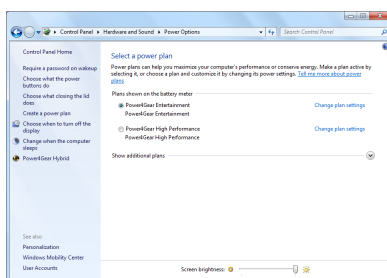 Control Panel ▸ Hardware and Sound ▸ Power Options
Search Control Panel
Control Panel Home
Require a password on wakeup
Choose what the power
buttons do
Choose what closing the lid
does
Create a power plan
Choose when to turn off the
display
Change when the computer
sleeps
Power4Gear Hybrid
See also
Personalization
Windows Mobility Center
User Accounts
Select a power plan
Power plans can help you maximize your computer's performance or conserve energy. Make a plan active by
selecting it, or choose a plan and customize it by changing its power settings. Tell me more about power
plans
Plans shown on the battery meter
Power4Gear Entertainment Change plan settings
Power4Gear Entertainment
Power4Gear High Performance Change plan settings
Power4Gear High Performance
Show additional plans
Screen brightness: